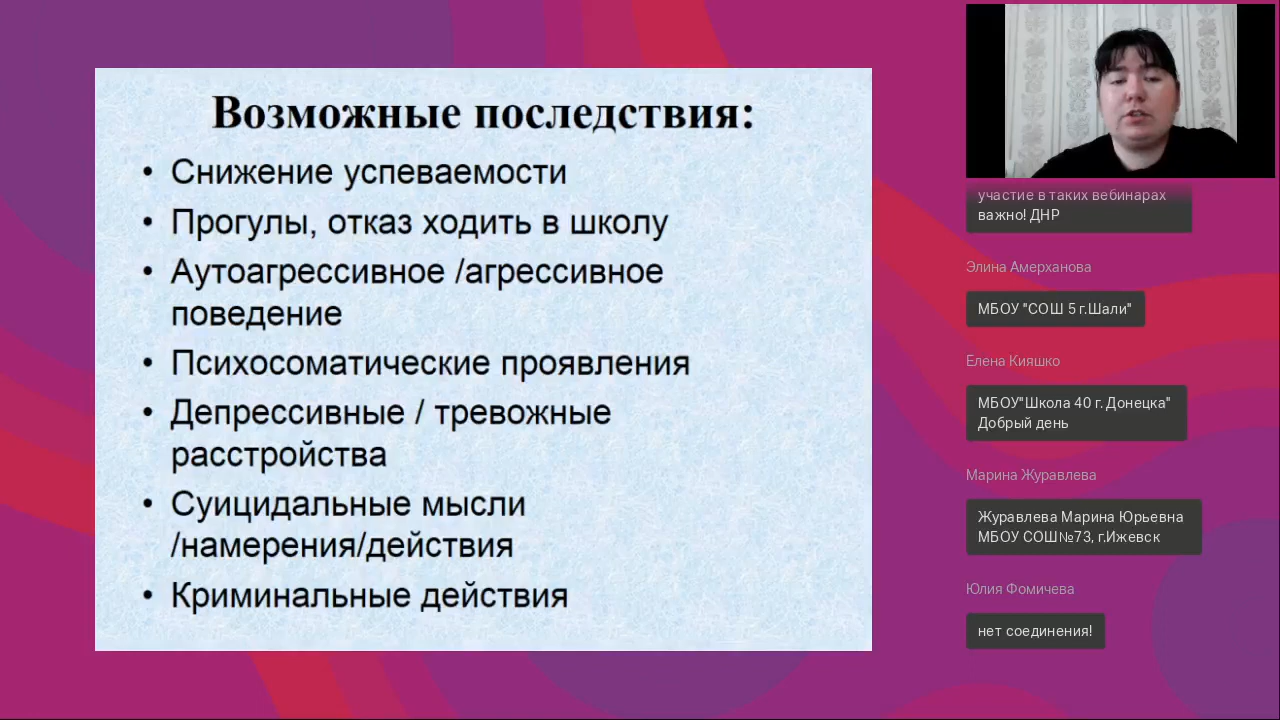 Возможные последствия:
• Снижение успеваемости
• Прогулы, отказ ходить в школу
• Аутоагрессивное /агрессивное
поведение
• Психосоматические проявления
• Депрессивные / тревожные
расстройства
• Суицидальные мысли
/намерения/действия
• Криминальные действия
участие в таких вебинарах
важно! ДНР
Элина Амерханова
МБОУ "СОШ 5 г.Шали"
Елена Кияшко
МБОУ"Школа 40 г. Донецка"
Добрый день
Марина Журавлева
Журавлева Марина Юрьевна
МБОУ СОШ№73, г.Ижевск
Юлия Фомичева
нет соединения!